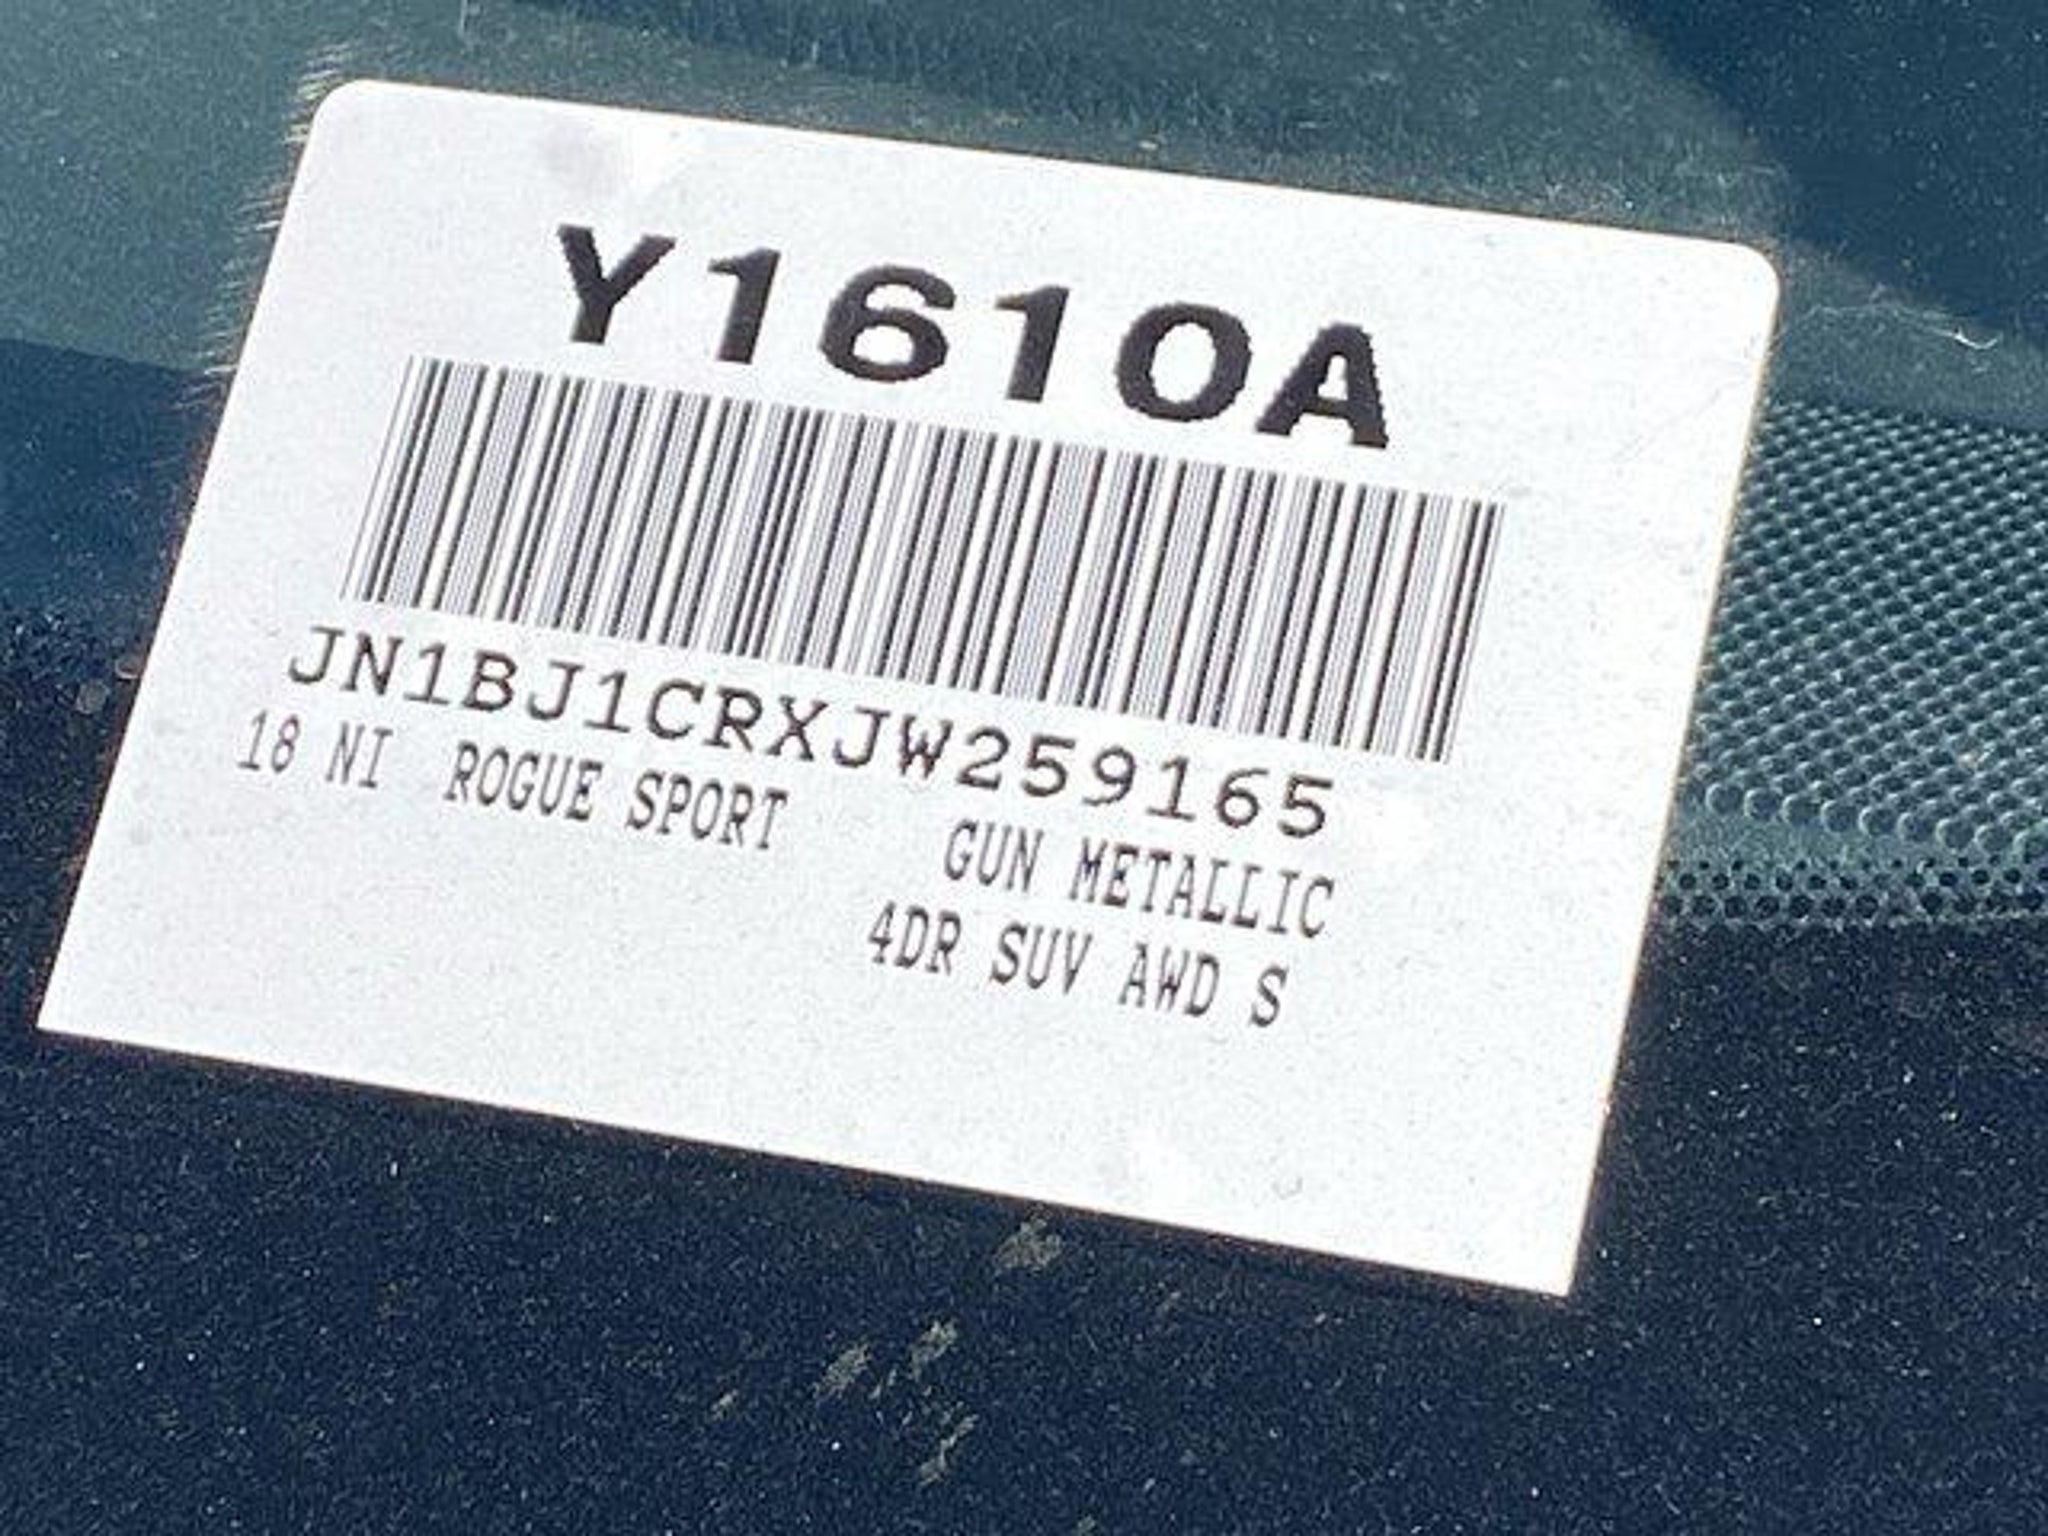 Y1610A
JN1BJ1CRXJW259165
18 NI ROGUE SPORT GUN METALLIC
4DR SUV AWD S